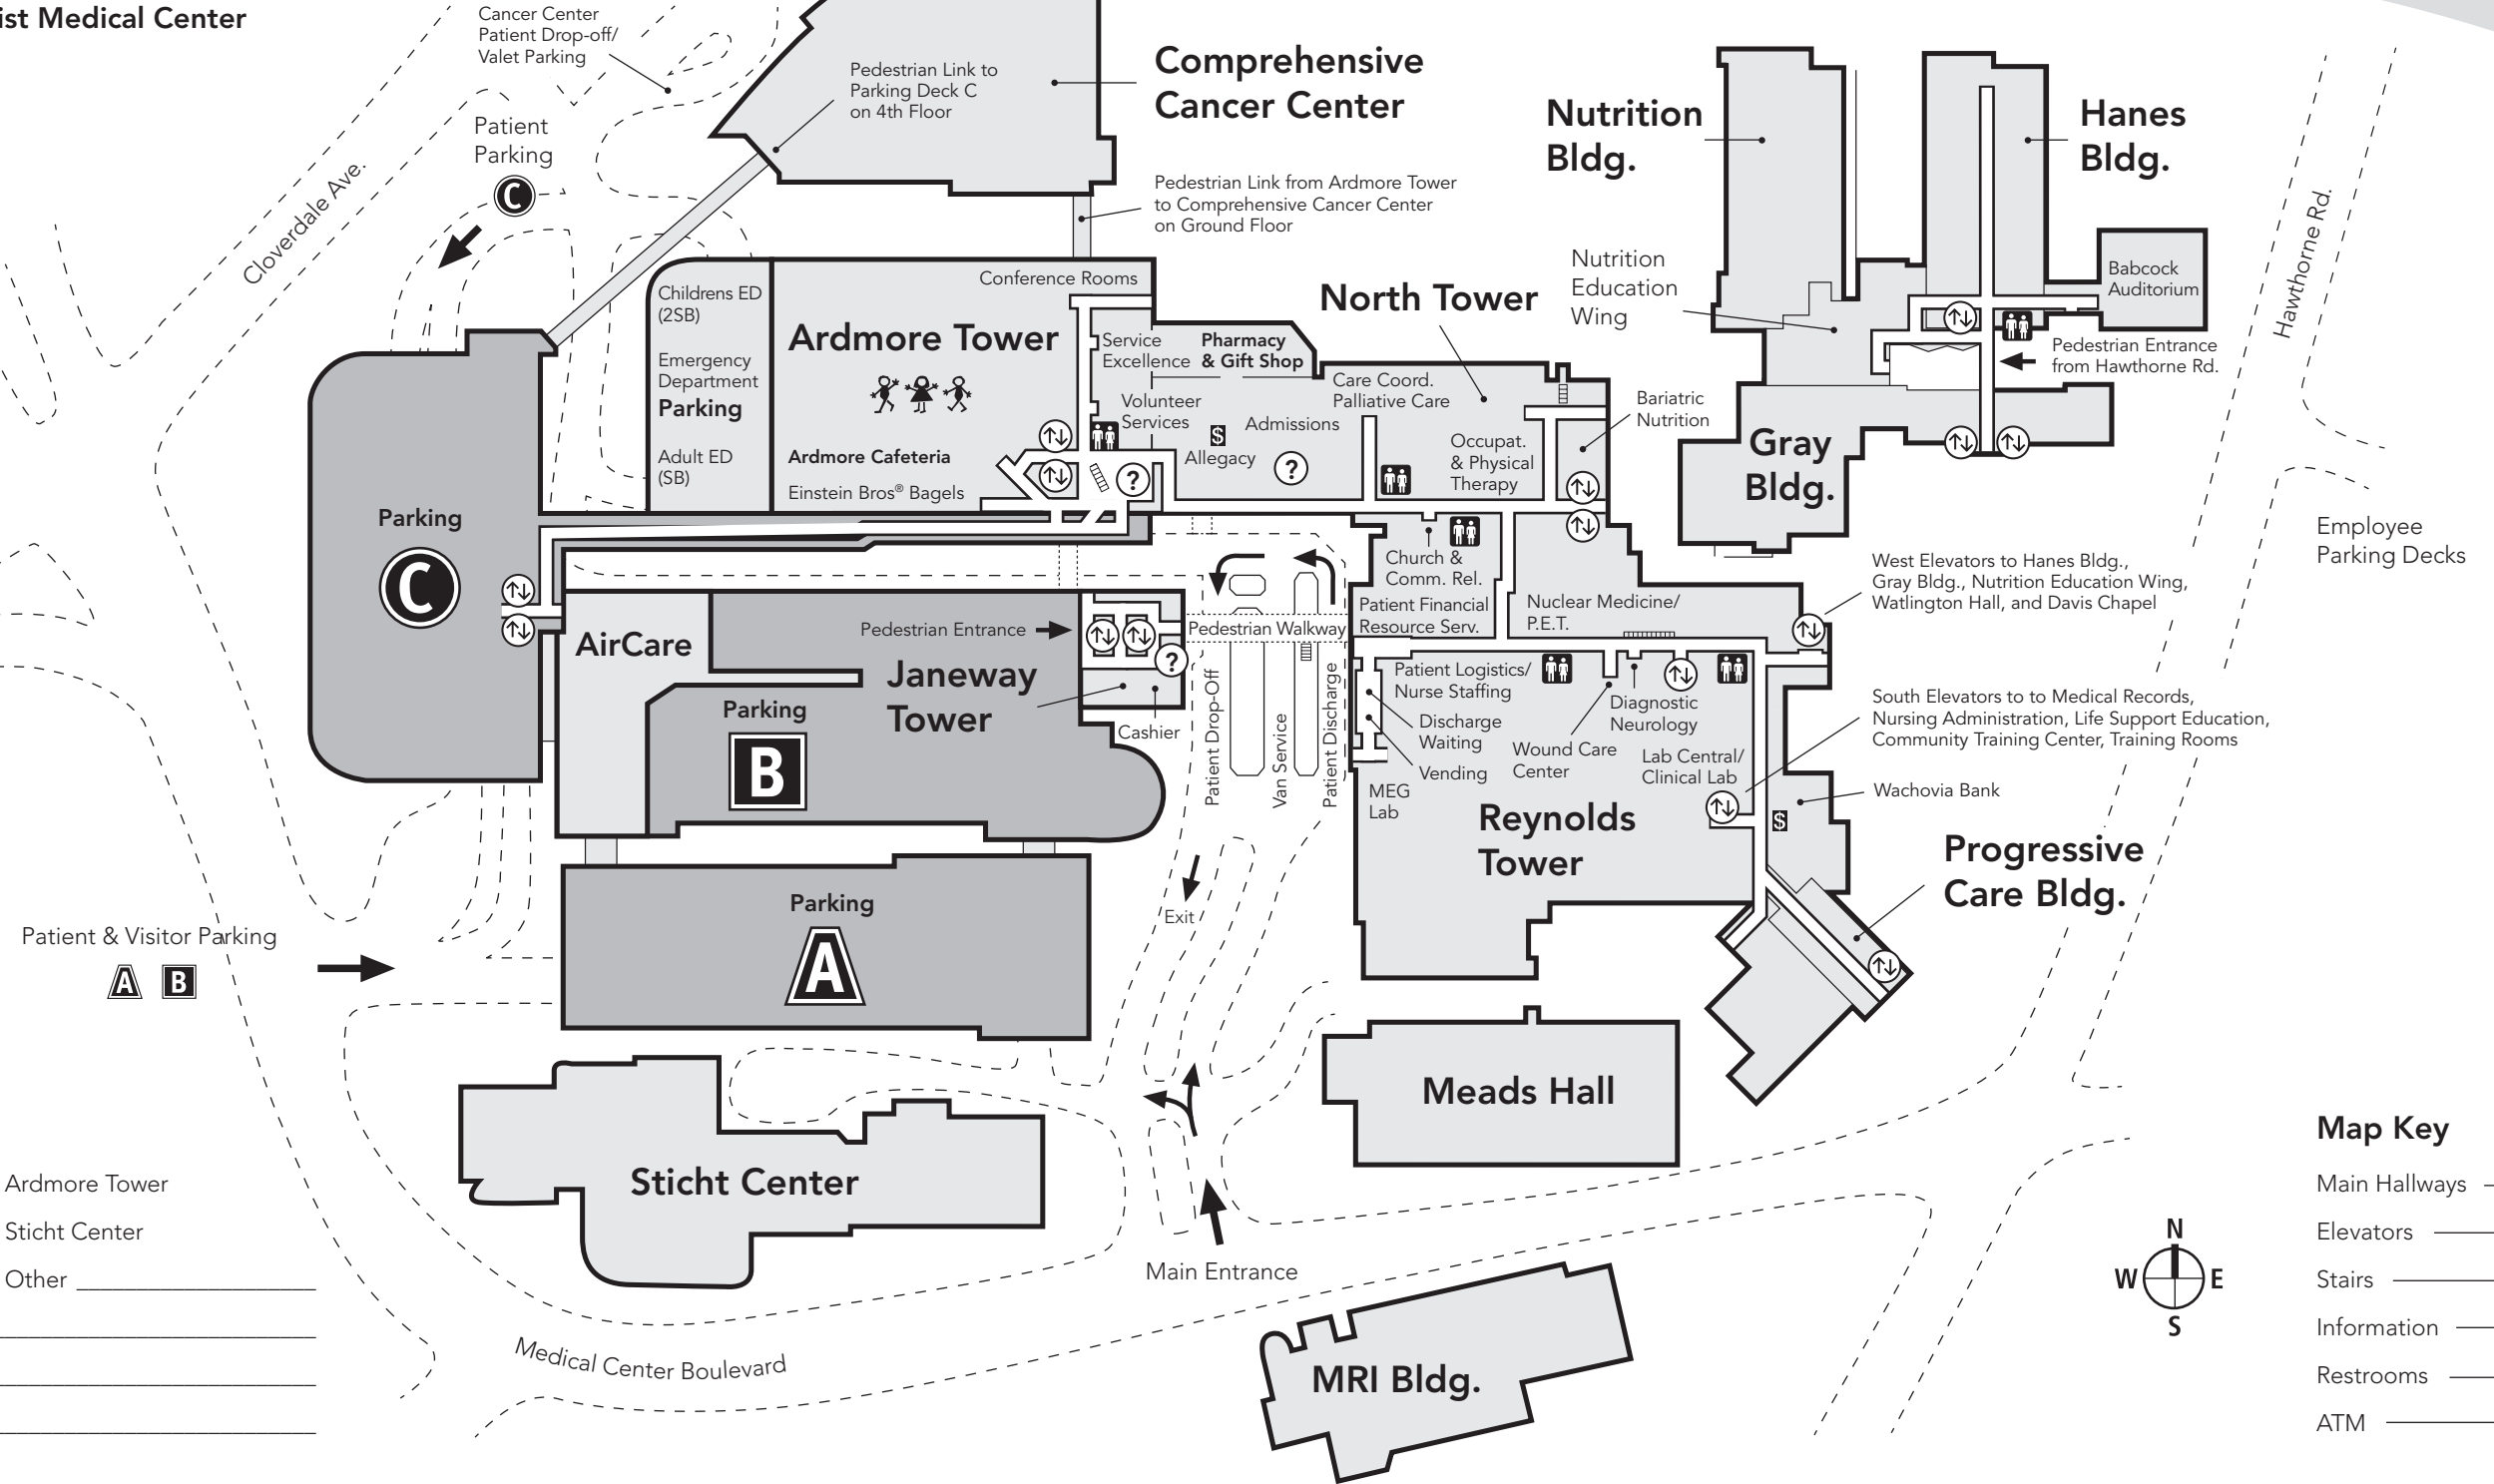 ist Medical Center
Cancer Center
Patient Drop-off/
Valet Parking
Pedestrian Link to
Parking Deck C
on 4th Floor
Comprehensive
Cancer Center
Patient
Parking
C
Cloverdale Ave.
Pedestrian Link from Ardmore Tower
to Comprehensive Cancer Center
on Ground Floor
Nutrition
Bldg.
Hanes
Bldg.
Hawthorne Rd.
Nutrition
Education
Wing
Babcock
Auditorium
Pedestrian Entrance
from Hawthorne Rd.
Gray
Bldg.
Employee
Parking Decks
Conference Rooms
Childrens ED
(2SB)
Emergency
Department
Parking
Adult ED
(SB)
Ardmore Tower
Ardmore Cafeteria
Einstein Bros® Bagels
Service
Excellence
Pharmacy
& Gift Shop
Volunteer
Services
$
Admissions
Allegacy
?
?
North Tower
Care Coord.
Palliative Care
Occupat.
& Physical
Therapy
Bariatric
Nutrition
Parking
C
AirCare
Pedestrian Entrance
Janeway
Tower
Parking
B
?
Cashier
Pedestrian Walkway
Patient Drop-Off
Van Service
Patient Discharge
Church &
Comm. Rel.
Patient Financial
Resource Serv.
Nuclear Medicine/
P.E.T.
West Elevators to Hanes Bldg.,
Gray Bldg., Nutrition Education Wing,
Watlington Hall, and Davis Chapel
Patient Logistics/
Nurse Staffing
Discharge
Waiting
Vending
Wound Care
Center
Diagnostic
Neurology
Lab Central/
Clinical Lab
MEG
Lab
Reynolds
Tower
South Elevators to to Medical Records,
Nursing Administration, Life Support Education,
Community Training Center, Training Rooms
Wachovia Bank
$
Progressive
Care Bldg.
Patient & Visitor Parking
A B
Parking
A
Exit
Sticht Center
Meads Hall
Main Entrance
Medical Center Boulevard
MRI Bldg.
Ardmore Tower
Sticht Center
Other
N
W E
S
Map Key
Main Hallways
Elevators
Stairs
Information
Restrooms
ATM